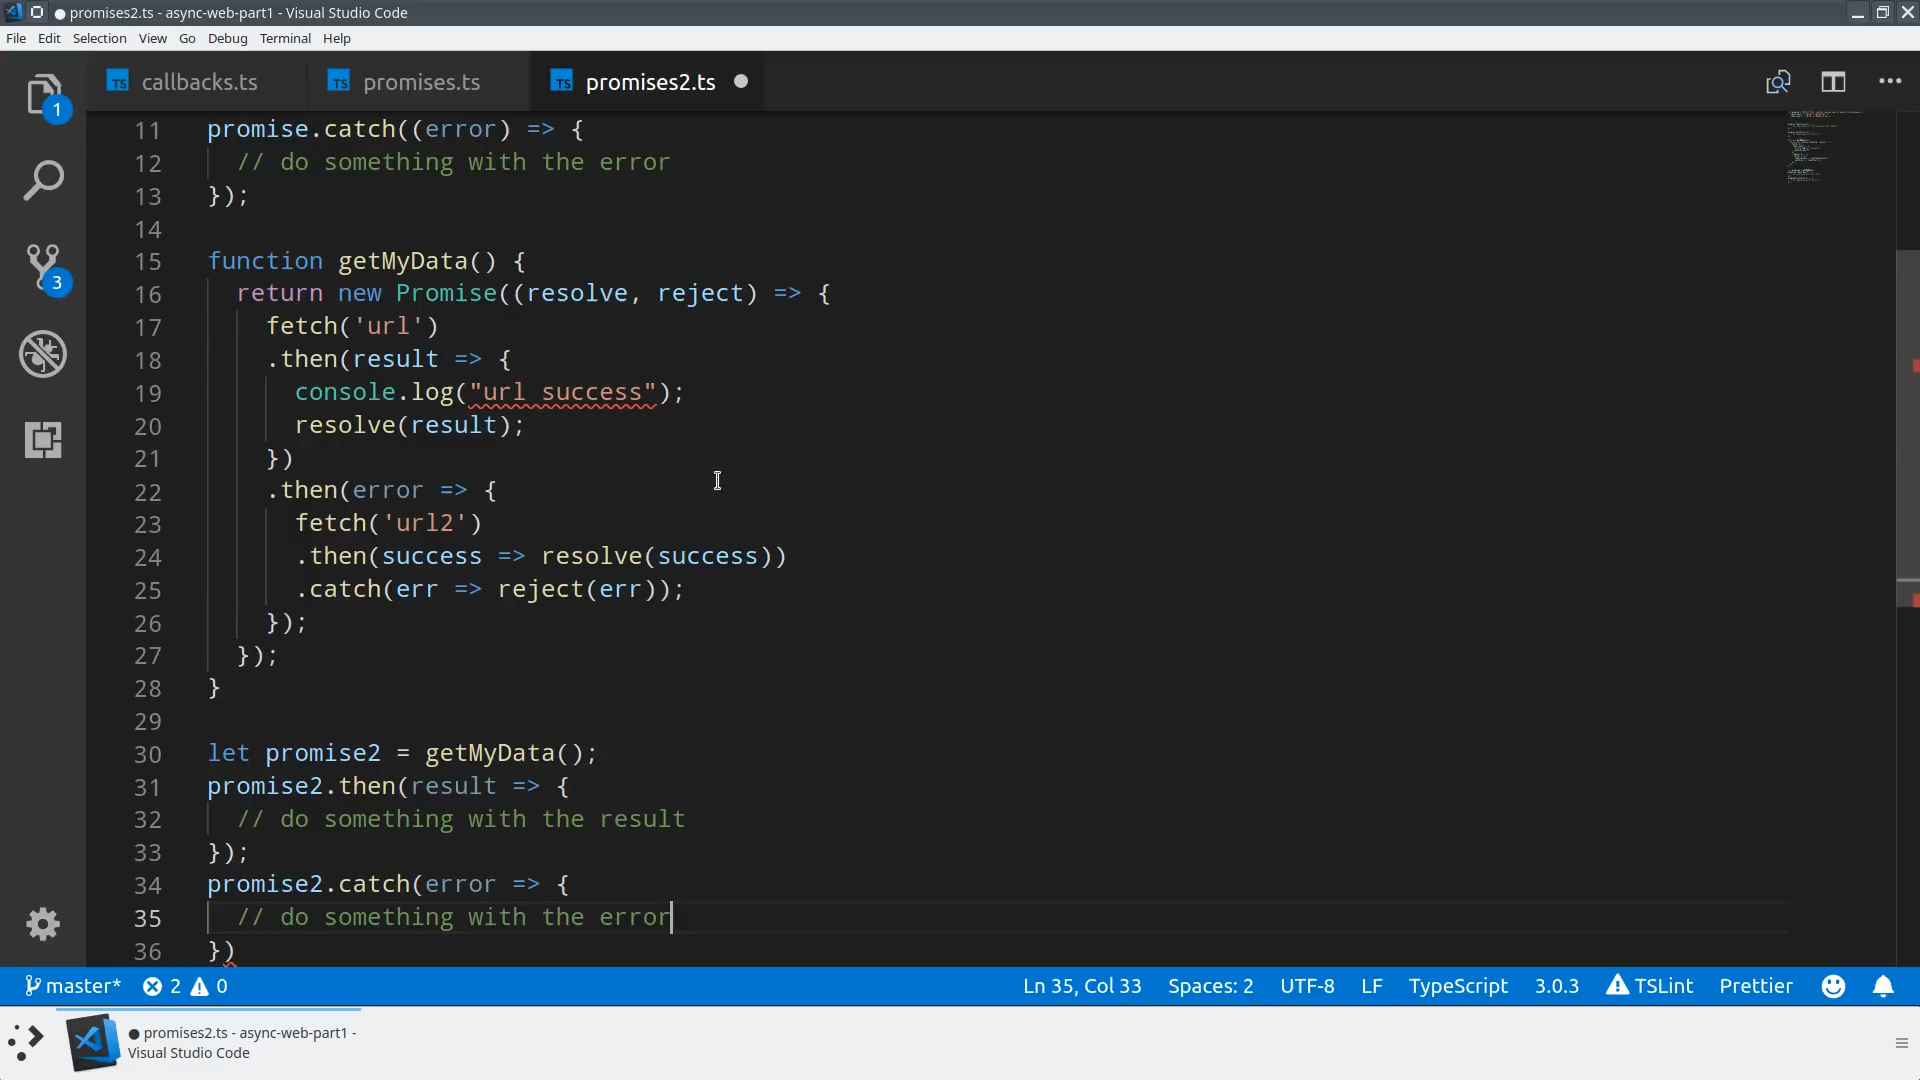 ● promises2.ts - async-web-part1 - Visual Studio Code
File Edit Selection View Go Debug Terminal Help
TS callbacks.ts TS promises.ts TS promises2.ts ●
1
3
11 promise.catch((error) => {
12 // do something with the error
13 });
14
15 function getMyData() {
16 return new Promise((resolve, reject) => {
17 fetch('url')
18 .then(result => {
19 console.log("url success");
20 resolve(result);
21 })
22 .then(error => {
23 fetch('url2')
24 .then(success => resolve(success))
25 .catch(err => reject(err));
26 });
27 });
28 }
29
30 let promise2 = getMyData();
31 promise2.then(result => {
32 // do something with the result
33 });
34 promise2.catch(error => {
35 // do something with the error
36 })
master* 2 0 Ln 35, Col 33 Spaces: 2 UTF-8 LF TypeScript 3.0.3 TSLint Prettier
● promises2.ts - async-web-part1 -
Visual Studio Code